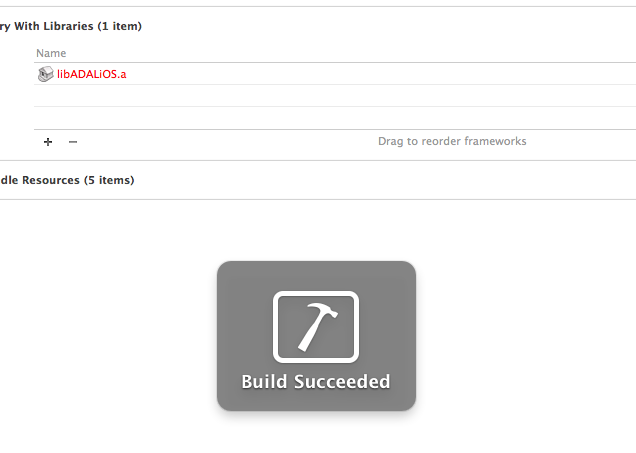 ry With Libraries (1 item)
Name
libADALiOS.a
Drag to reorder frameworks
dle Resources (5 items)
Build Succeeded